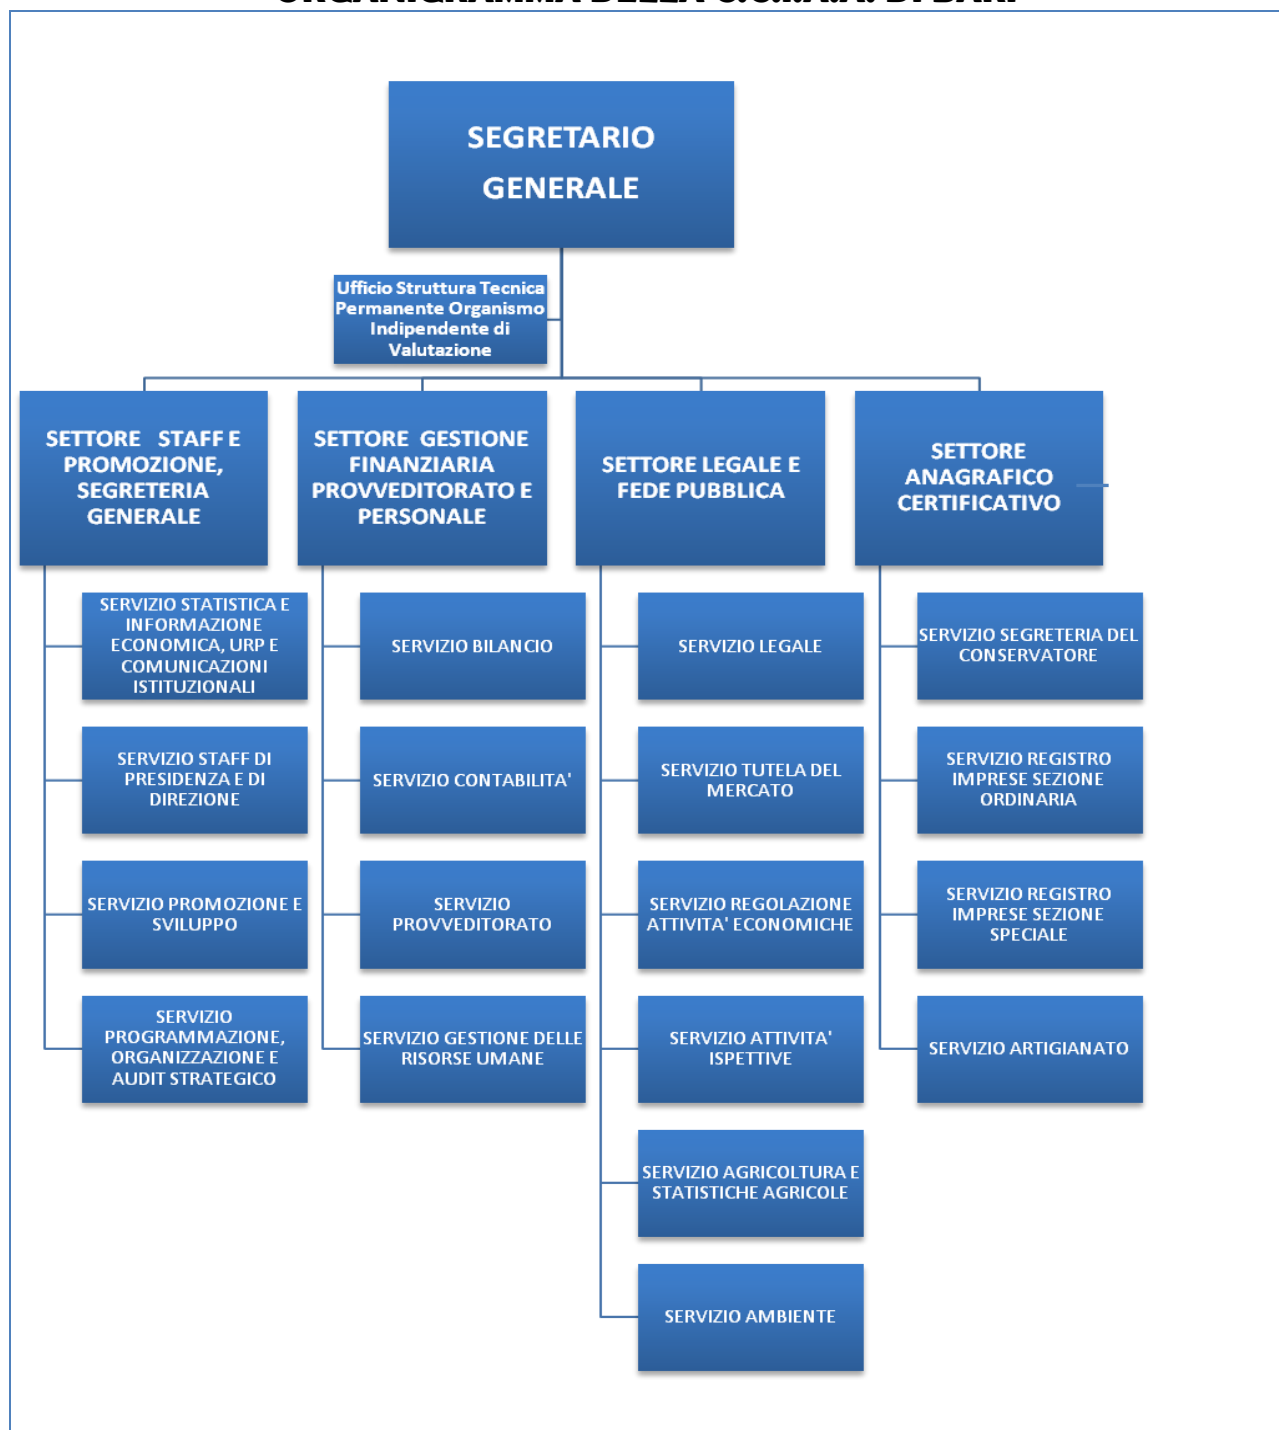 ORGANIGRAMMA DELLA C.C.I.A.A. DI BARI
SEGRETARIO
GENERALE
Ufficio Struttura Tecnica
Permanente Organismo
Indipendente di
Valutazione
SETTORE STAFF E
PROMOZIONE,
SEGRETERIA
GENERALE
SETTORE GESTIONE
FINANZIARIA
PROVVEDITORATO E
PERSONALE
SETTORE LEGALE E
FEDE PUBBLICA
SETTORE
ANAGRAFICO
CERTIFICATIVO
SERVIZIO STATISTICA E
INFORMAZIONE
ECONOMICA, URP E
COMUNICAZIONI
ISTITUZIONALI
SERVIZIO BILANCIO
SERVIZIO LEGALE
SERVIZIO SEGRETERIA DEL
CONSERVATORE
SERVIZIO STAFF DI
PRESIDENZA E DI
DIREZIONE
SERVIZIO CONTABILITA'
SERVIZIO TUTELA DEL
MERCATO
SERVIZIO REGISTRO
IMPRESE SEZIONE
ORDINARIA
SERVIZIO PROMOZIONE E
SVILUPPO
SERVIZIO
PROVVEDITORATO
SERVIZIO REGOLAZIONE
ATTIVITA' ECONOMICHE
SERVIZIO REGISTRO
IMPRESE SEZIONE
SPECIALE
SERVIZIO
PROGRAMMAZIONE,
ORGANIZZAZIONE E
AUDIT STRATEGICO
SERVIZIO GESTIONE DELLE
RISORSE UMANE
SERVIZIO ATTIVITA'
ISPETTIVE
SERVIZIO ARTIGIANATO
SERVIZIO AGRICOLTURA E
STATISTICHE AGRICOLE
SERVIZIO AMBIENTE